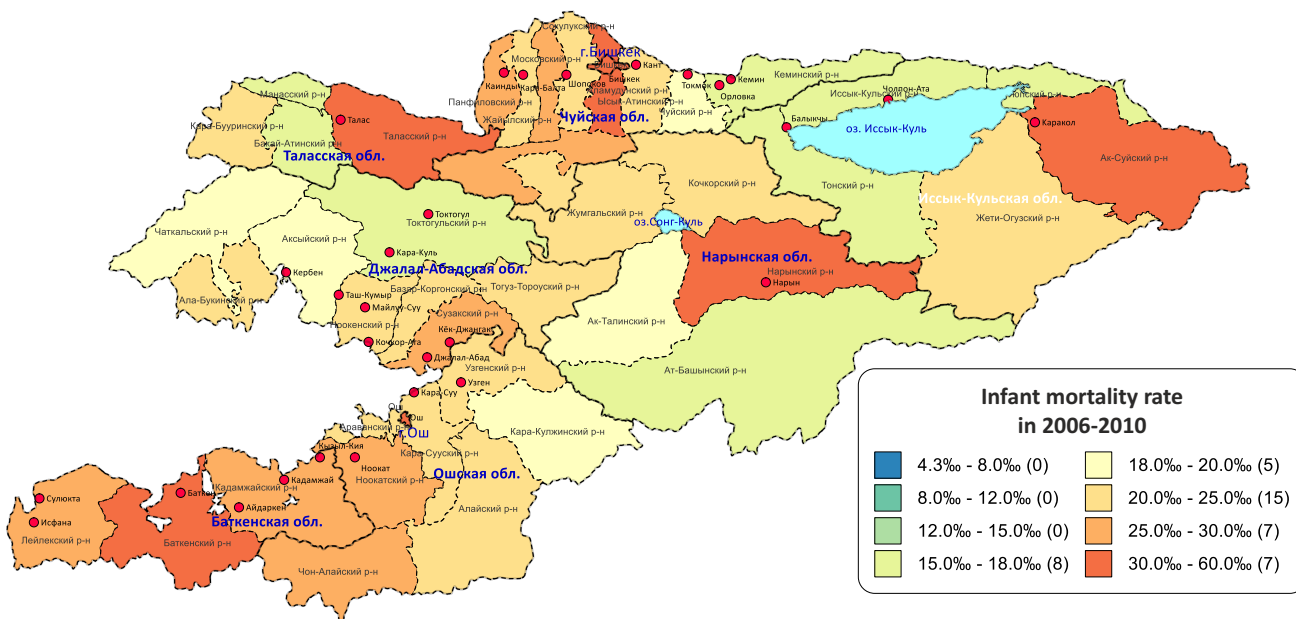 Сокулукский р-н
г.Бишкек
Бишкек
Московский р-н
Кант
Каинды
Кара-Балта
Шопоков
Бишкек
Токмок
Кемин
Кеминский р-н
Орловка
Аламудунский р-н
Панфиловский р-н
Ысык-Атинский р-н
Чуйский р-н
Жайылский р-н
Чуйская обл.
Манасский р-н
Иссык-Кульский р-н
Чолпон-Ата
Тюпский р-н
Талас
Таласский р-н
Кара-Бууринский р-н
Бакай-Атинский р-н
Таласская обл.
Балыкчы
оз. Иссык-Куль
Каракол
Ак-Суйский р-н
Кочкорский р-н
Тонский р-н
Иссык-Кульская обл.
Жети-Огузский р-н
Жумгальский р-н
оз.Сонг-Куль
Токтогул
Токтогульский р-н
Чаткальский р-н
Аксыйский р-н
Кара-Куль
Джалал-Абадская обл.
Нарынская обл.
Нарынский р-н
Нарын
Кербен
Ала-Букинский р-н
Таш-Кумыр
Базар-Коргонский р-н
Тогуз-Тороуский р-н
Майлуу-Суу
Сузакский р-н
Ноокенский р-н
Ак-Талинский р-н
Кёк-Джангак
Кочкор-Ата
Джалал-Абад
Узгенский р-н
Ат-Башынский р-н
Узген
Кара-Суу
Ош
Ош
Араванский р-н
г.Ош
Кара-Кулжинский р-н
Кызыл-Кия
Кара-Сууский р-н
Ноокат
Ноокатский р-н
Ошская обл.
Кадамжай
Кадамжайский р-н
Алайский р-н
Баткен
Айдаркен
Баткенская обл.
Сулюкта
Исфана
Лейлекский р-н
Баткенский р-н
Чон-Алайский р-н
Infant mortality rate
in 2006-2010
4.3‰ - 8.0‰ (0)
8.0‰ - 12.0‰ (0)
12.0‰ - 15.0‰ (0)
15.0‰ - 18.0‰ (8)
18.0‰ - 20.0‰ (5)
20.0‰ - 25.0‰ (15)
25.0‰ - 30.0‰ (7)
30.0‰ - 60.0‰ (7)